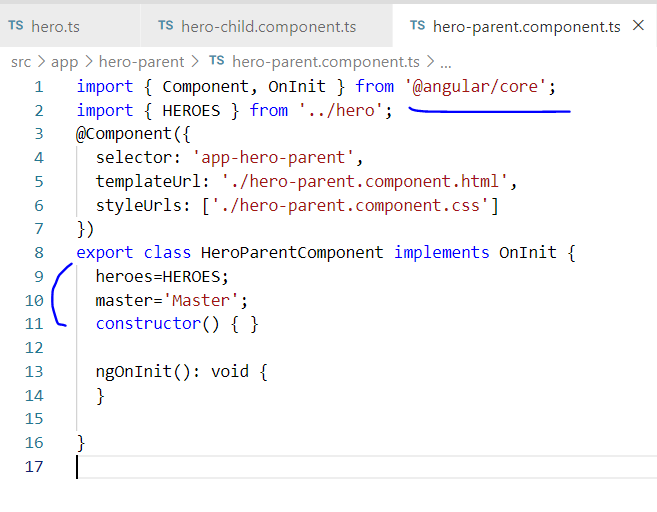 TS hero.ts TS hero-child.component.ts TS hero-parent.component.ts ×
src > app > hero-parent > TS hero-parent.component.ts > ...
1 import { Component, OnInit } from '@angular/core';
2 import { HEROES } from '../hero';
3 @Component({
4 selector: 'app-hero-parent',
5 templateUrl: './hero-parent.component.html',
6 styleUrls: ['./hero-parent.component.css']
7 })
8 export class HeroParentComponent implements OnInit {
9 heroes=HEROES;
10 master='Master';
11 constructor() { }
12
13 ngOnInit(): void {
14 }
15
16 }
17